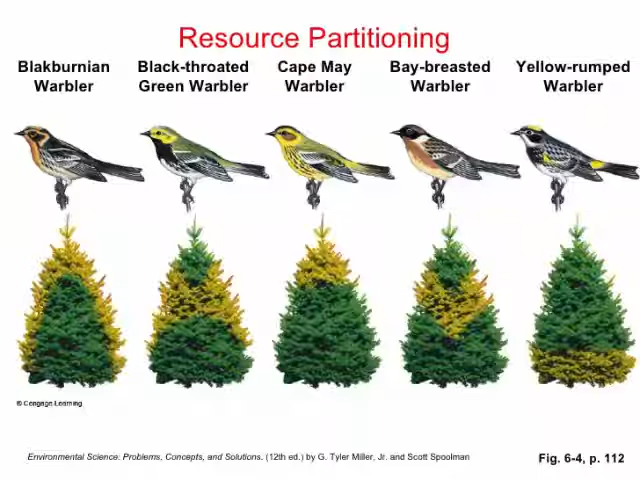 Resource Partitioning
Blakburnian Warbler
Black-throated Green Warbler
Cape May Warbler
Bay-breasted Warbler
Yellow-rumped Warbler
© Cengage Learning
Environmental Science: Problems, Concepts, and Solutions. (12th ed.) by G. Tyler Miller, Jr. and Scott Spoolman
Fig. 6-4, p. 112